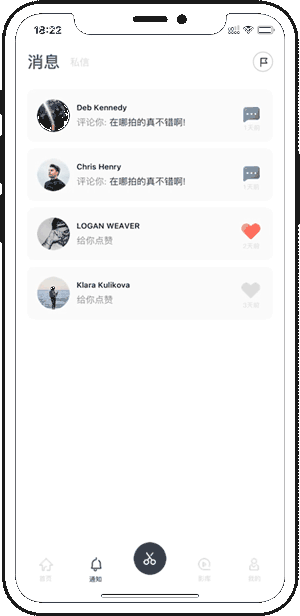 18:22
消息 私信
Deb Kennedy
评论你: 在哪拍的真不错啊!
1天前
Chris Henry
评论你: 在哪拍的真不错啊!
1天前
LOGAN WEAVER
给你点赞
2天前
Klara Kulikova
给你点赞
3天前
首页 通知 影库 我的